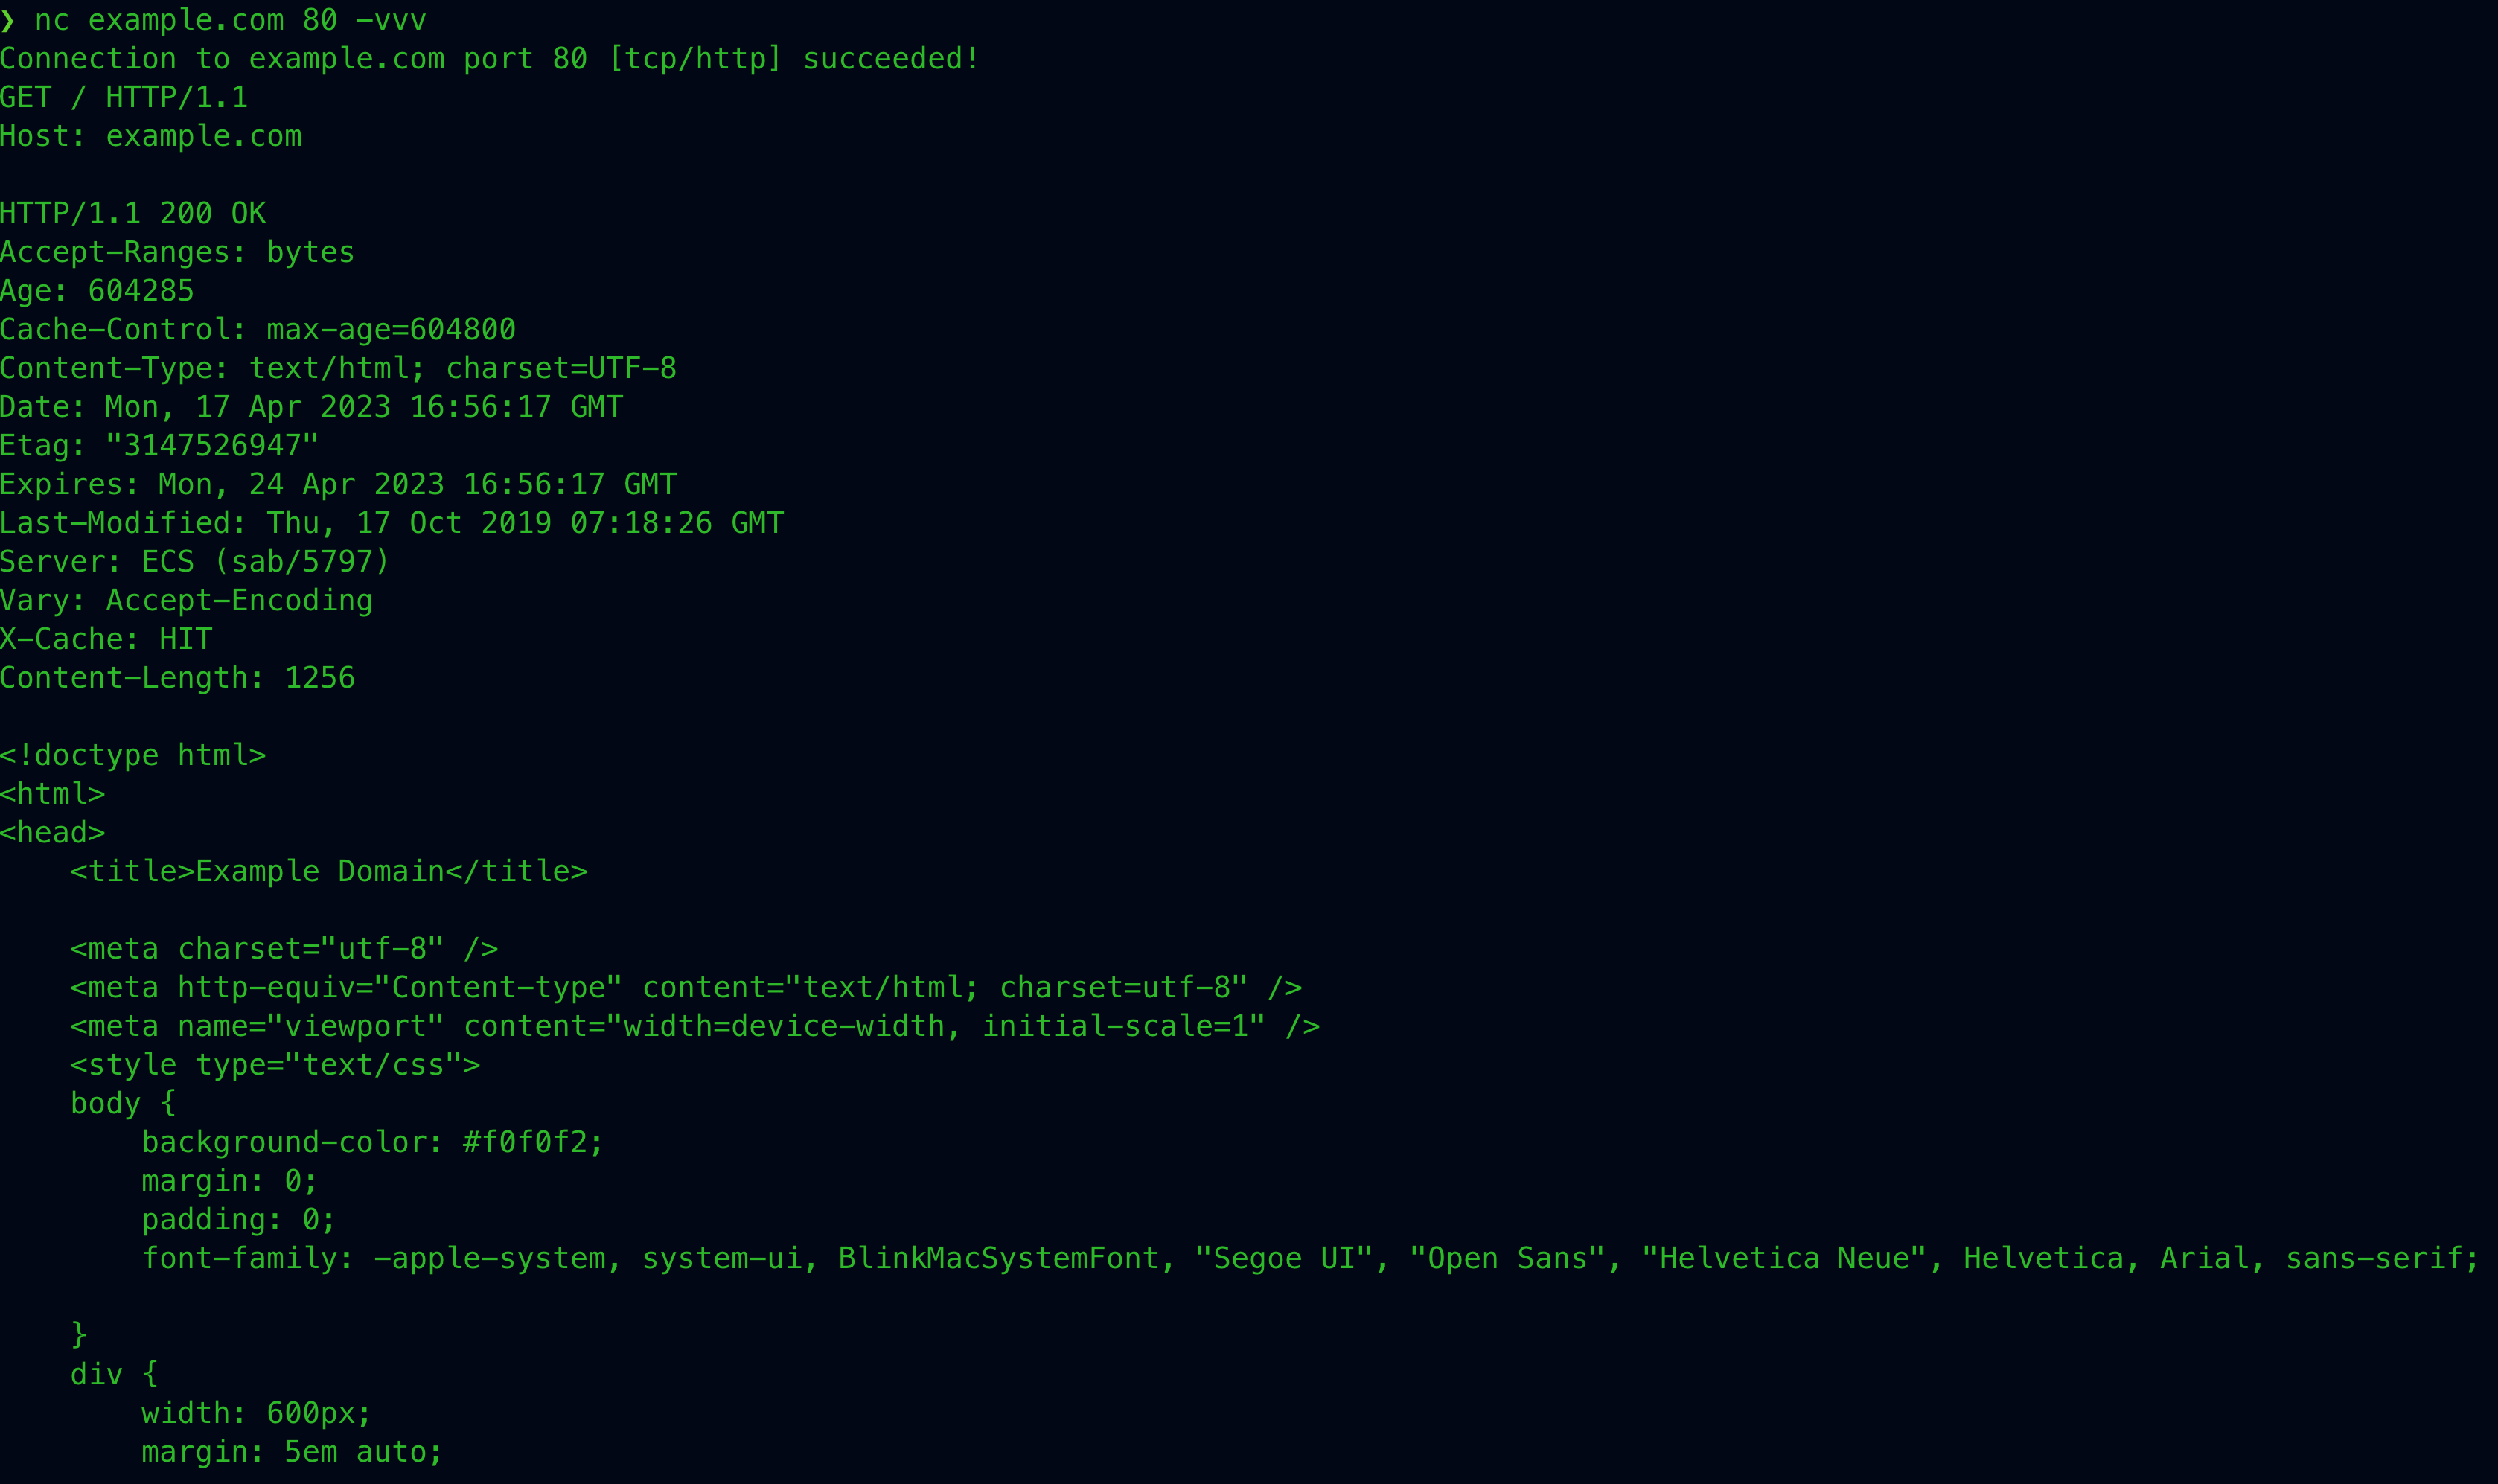 ❯ nc example.com 80 -vvv
Connection to example.com port 80 [tcp/http] succeeded!
GET / HTTP/1.1
Host: example.com

HTTP/1.1 200 OK
Accept-Ranges: bytes
Age: 604285
Cache-Control: max-age=604800
Content-Type: text/html; charset=UTF-8
Date: Mon, 17 Apr 2023 16:56:17 GMT
Etag: "3147526947"
Expires: Mon, 24 Apr 2023 16:56:17 GMT
Last-Modified: Thu, 17 Oct 2019 07:18:26 GMT
Server: ECS (sab/5797)
Vary: Accept-Encoding
X-Cache: HIT
Content-Length: 1256

<!doctype html>
<html>
<head>
    <title>Example Domain</title>

    <meta charset="utf-8" />
    <meta http-equiv="Content-type" content="text/html; charset=utf-8" />
    <meta name="viewport" content="width=device-width, initial-scale=1" />
    <style type="text/css">
    body {
        background-color: #f0f0f2;
        margin: 0;
        padding: 0;
        font-family: -apple-system, system-ui, BlinkMacSystemFont, "Segoe UI", "Open Sans", "Helvetica Neue", Helvetica, Arial, sans-serif;

    }
    div {
        width: 600px;
        margin: 5em auto;